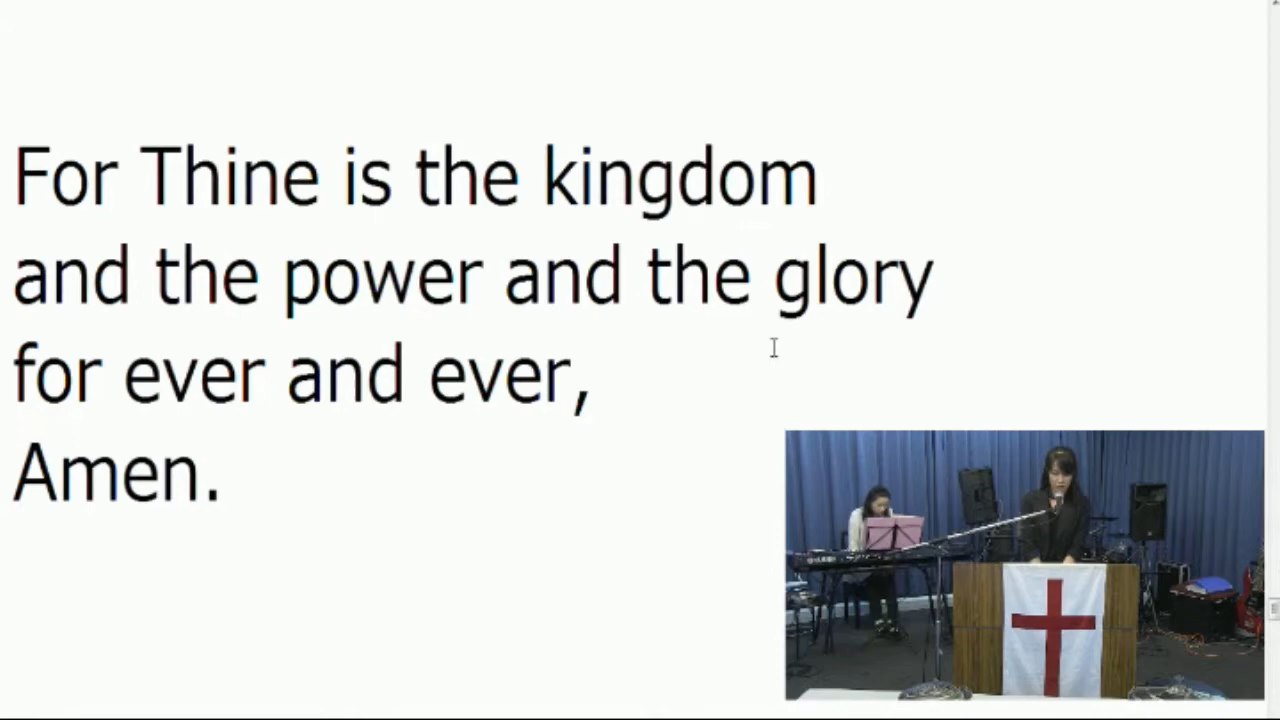 For Thine is the kingdom
and the power and the glory
for ever and ever,
Amen.